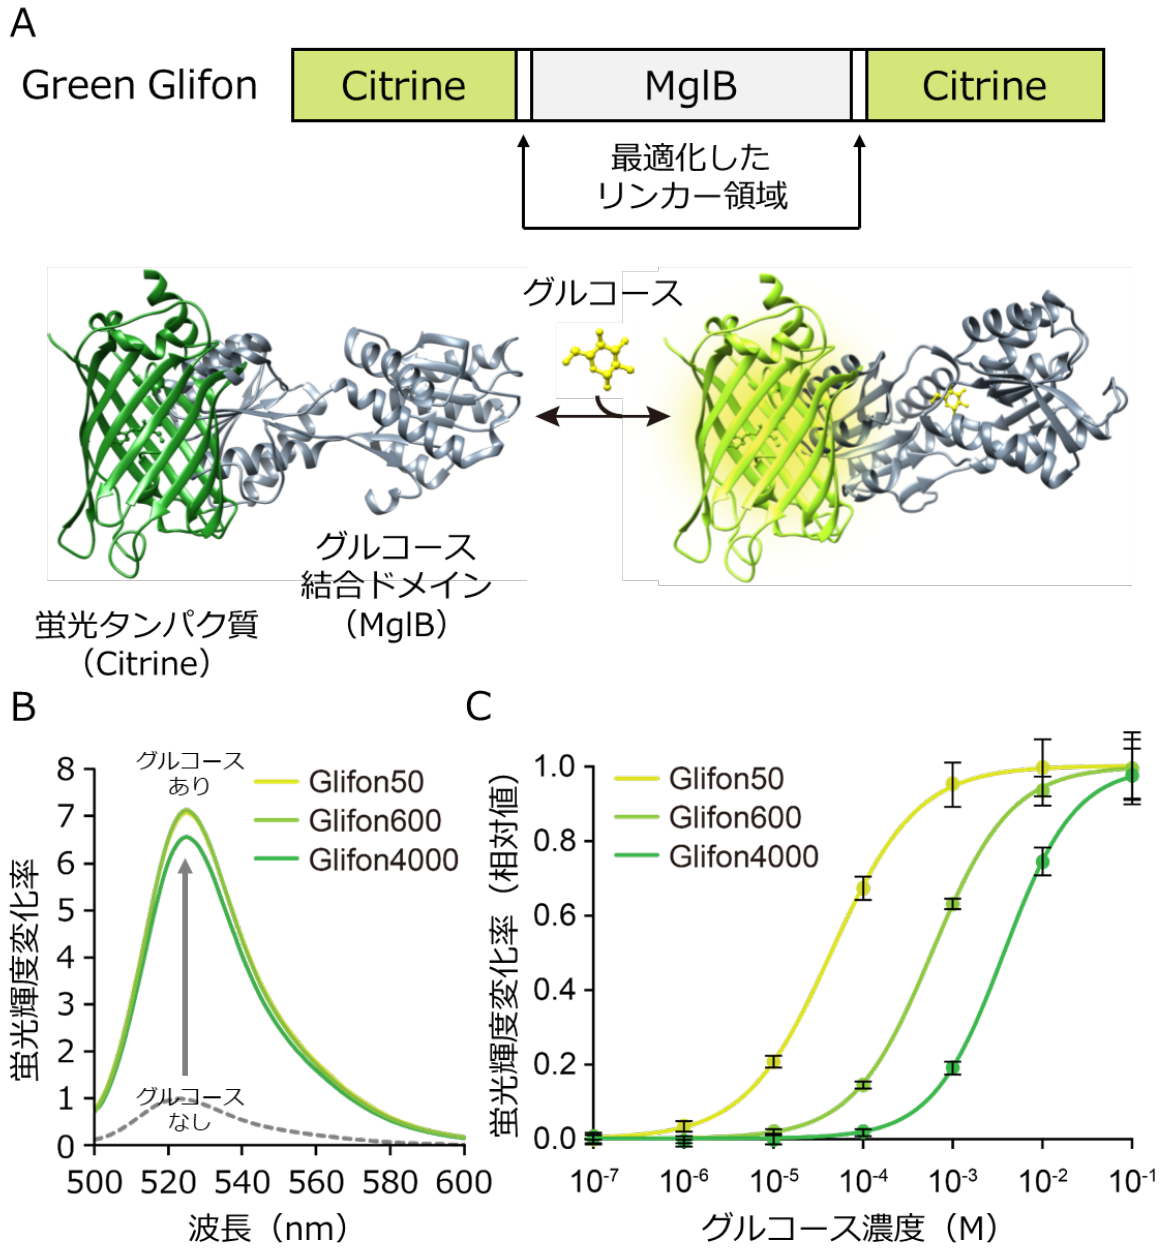 A
Green Glifon
Citrine
MglB
Citrine
最適化した
リンカー領域
グルコース
グルコース
結合ドメイン
（MglB）
蛍光タンパク質
（Citrine）
B
蛍光輝度変化率
8
7
6
5
4
3
2
1
0
グルコース
あり
Glifon50
Glifon600
Glifon4000
グルコース
なし
500 520 540 560 580 600
波長（nm）
C
蛍光輝度変化率（相対値）
1.0
0.8
0.6
0.4
0.2
0.0
Glifon50
Glifon600
Glifon4000
10⁻⁷ 10⁻⁶ 10⁻⁵ 10⁻⁴ 10⁻³ 10⁻² 10⁻¹
グルコース濃度（M）